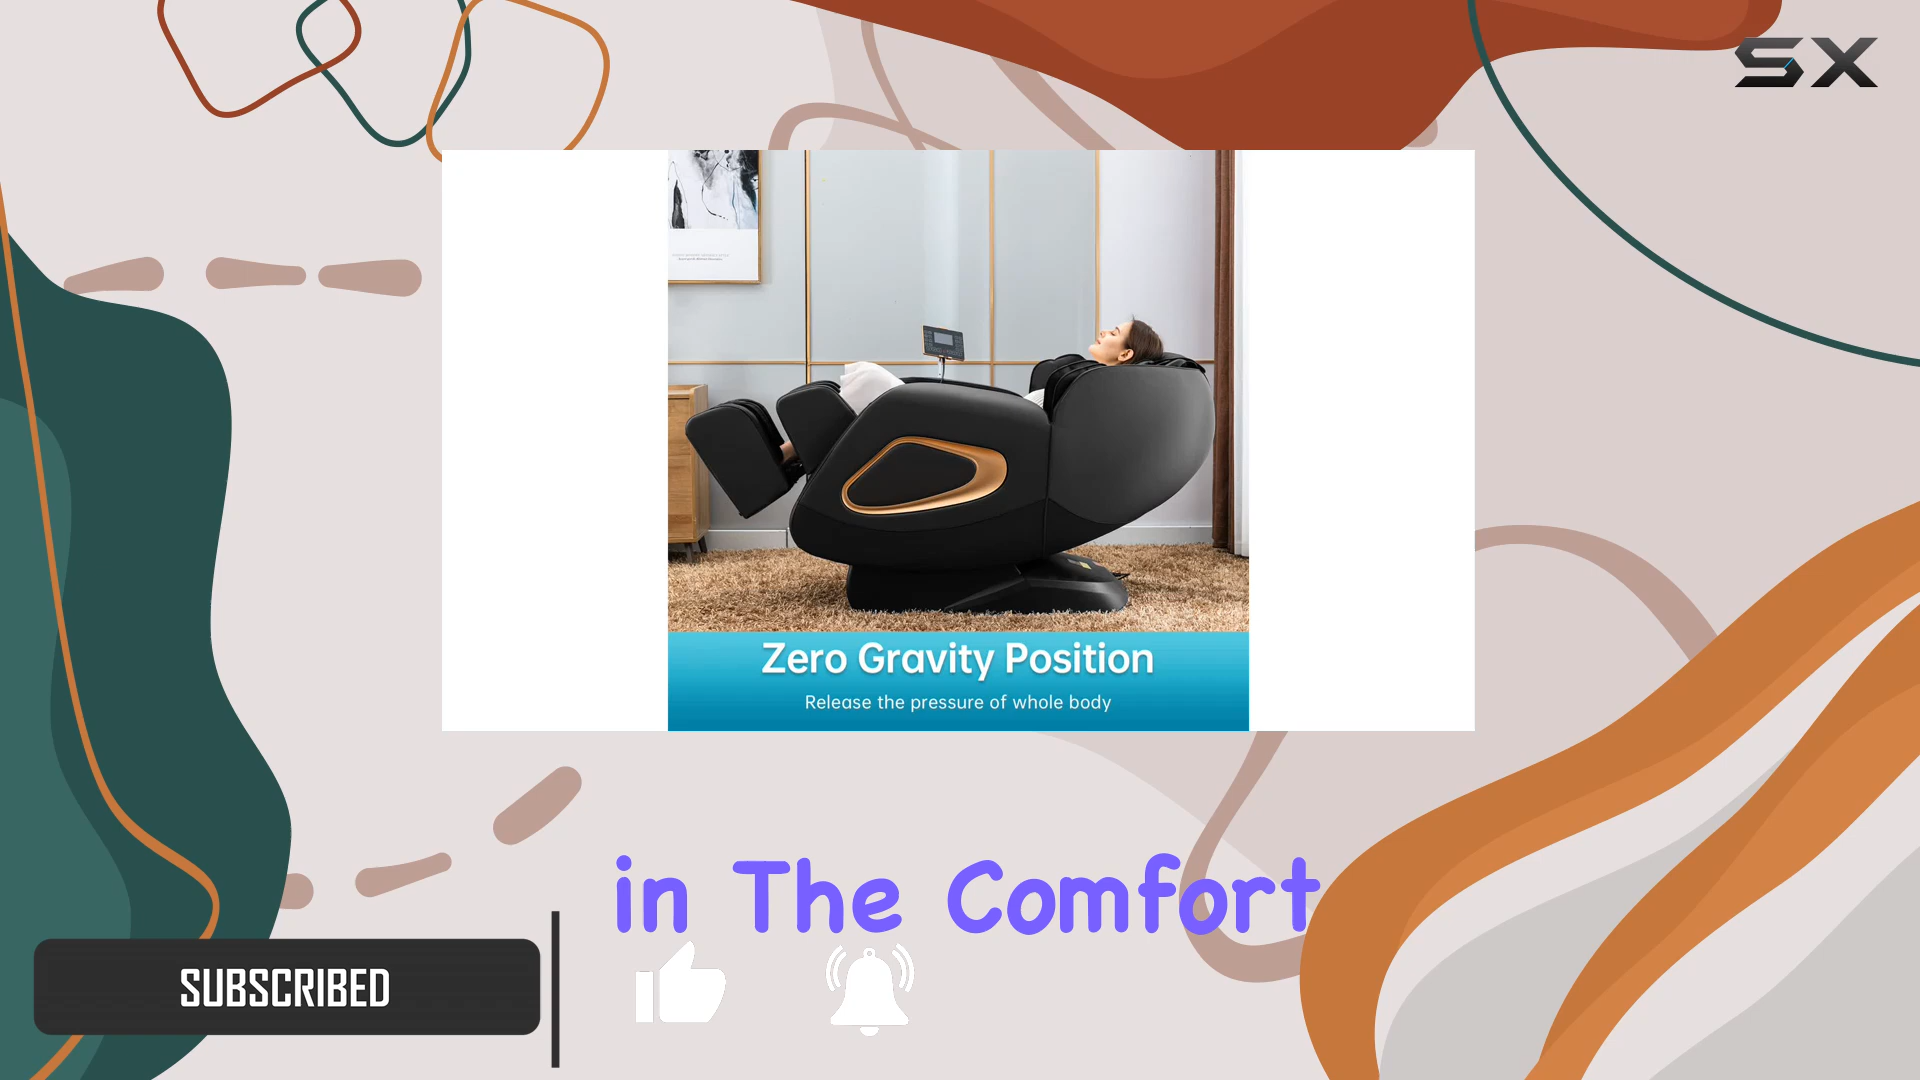 SX
Zero Gravity Position
Release the pressure of whole body
in The Comfort
SUBSCRIBED